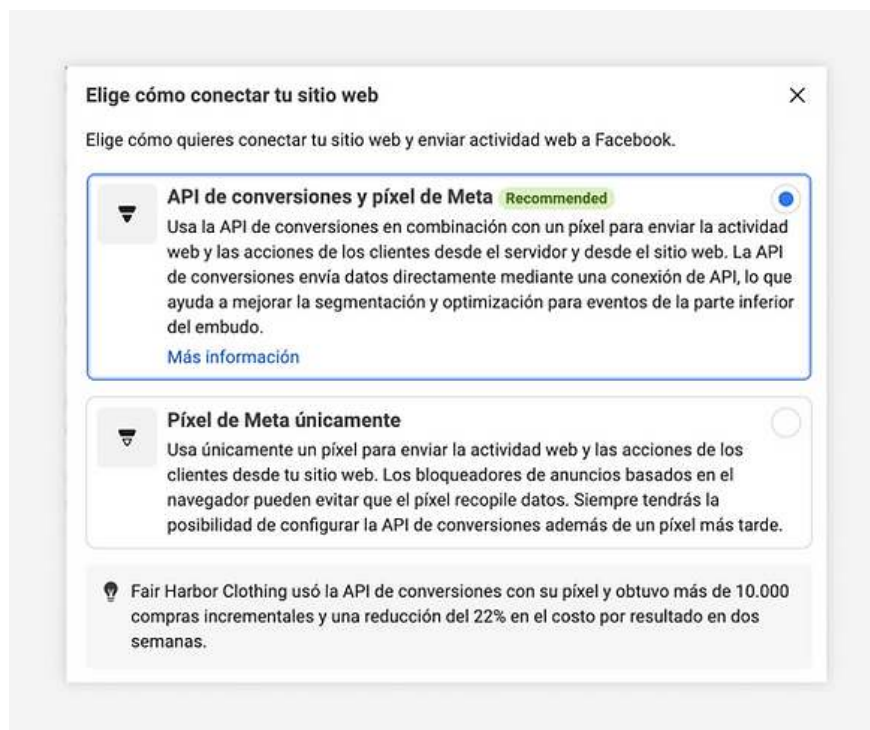 Elige cómo conectar tu sitio web
Elige cómo quieres conectar tu sitio web y enviar actividad web a Facebook.
API de conversiones y píxel de Meta Recommended
Usa la API de conversiones en combinación con un píxel para enviar la actividad
web y las acciones de los clientes desde el servidor y desde el sitio web. La API
de conversiones envía datos directamente mediante una conexión de API, lo que
ayuda a mejorar la segmentación y optimización para eventos de la parte inferior
del embudo.
Más información
Píxel de Meta únicamente
Usa únicamente un píxel para enviar la actividad web y las acciones de los
clientes desde tu sitio web. Los bloqueadores de anuncios basados en el
navegador pueden evitar que el píxel recopile datos. Siempre tendrás la
posibilidad de configurar la API de conversiones además de un píxel más tarde.
Fair Harbor Clothing usó la API de conversiones con su píxel y obtuvo más de 10.000
compras incrementales y una reducción del 22% en el costo por resultado en dos
semanas.